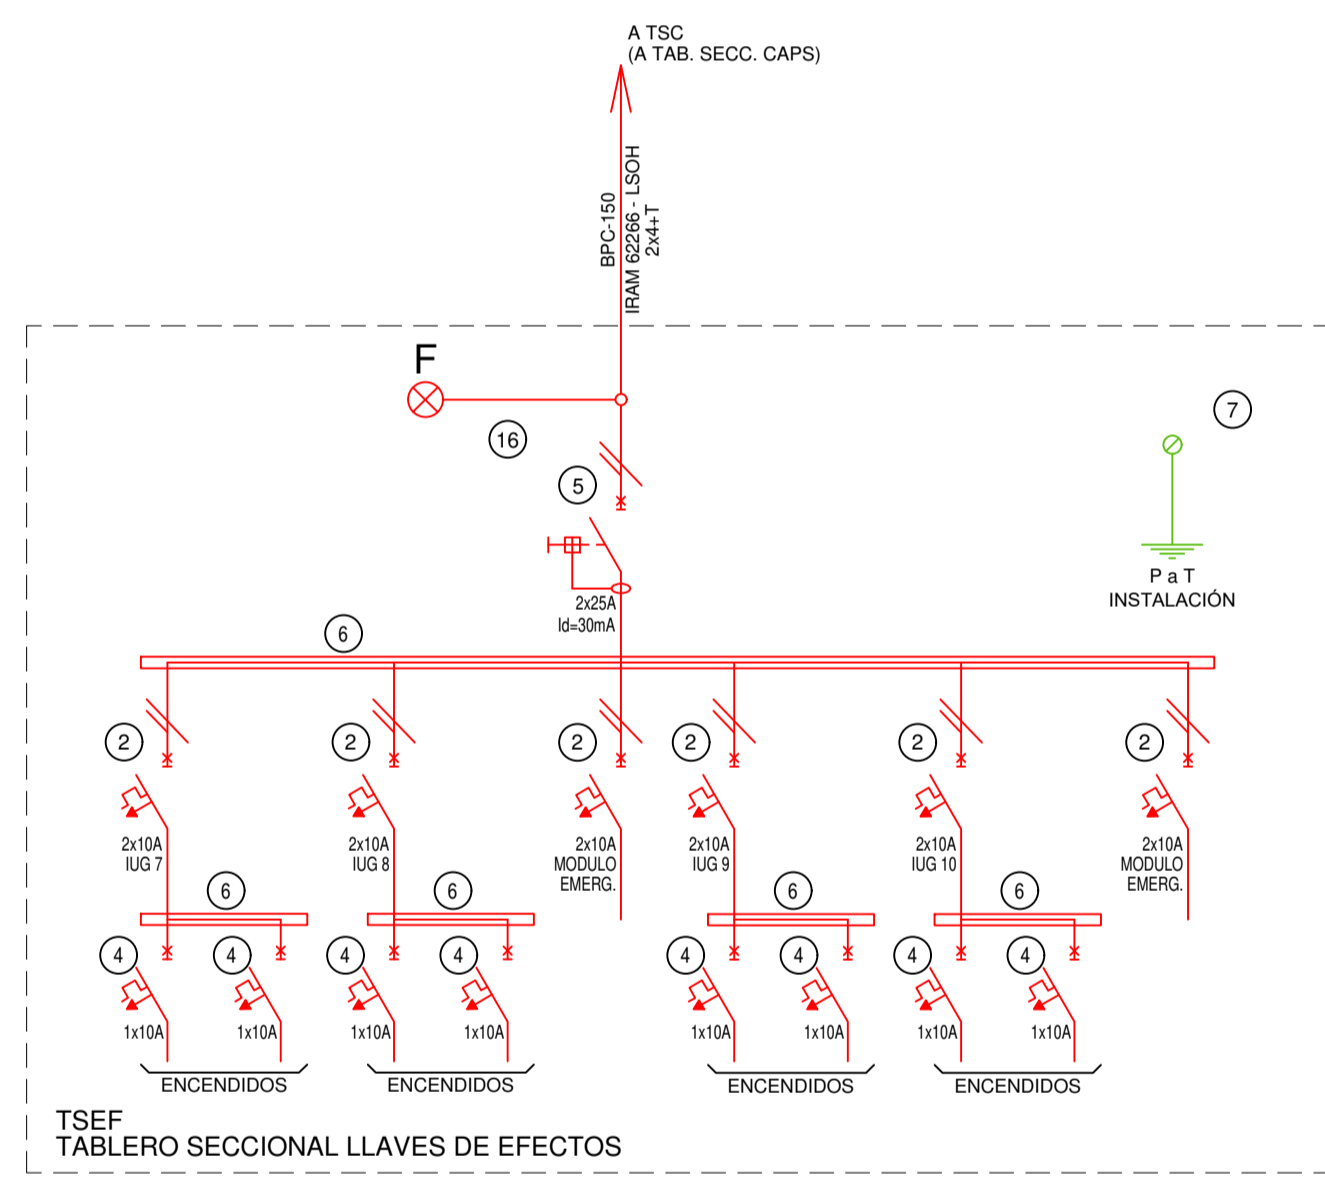 A TSC
(A TAB. SECC. CAPS)
BPC-150
IRAM 62266 - LSOH
2x4+T
F
16
7
5
P a T
INSTALACIÓN
2x25A
Id=30mA
6
2
2
2
2
2
2
2x10A
IUG 7
2x10A
IUG 8
2x10A
MODULO
EMERG.
2x10A
IUG 9
2x10A
IUG 10
2x10A
MODULO
EMERG.
6
6
6
6
4
4
4
4
4
4
4
4
1x10A
1x10A
1x10A
1x10A
1x10A
1x10A
1x10A
1x10A
ENCENDIDOS
ENCENDIDOS
ENCENDIDOS
ENCENDIDOS
TSEF
TABLERO SECCIONAL LLAVES DE EFECTOS